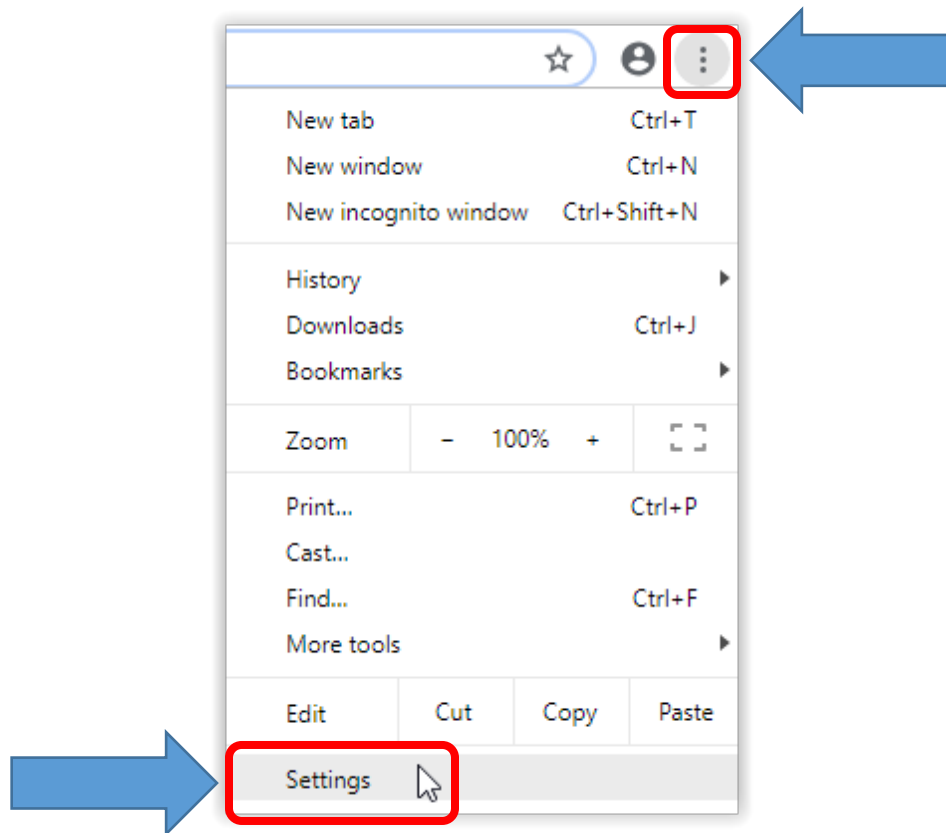 New tab Ctrl+T
New window Ctrl+N
New incognito window Ctrl+Shift+N
History
Downloads Ctrl+J
Bookmarks
Zoom - 100% +
Print... Ctrl+P
Cast...
Find... Ctrl+F
More tools
Edit Cut Copy Paste
Settings